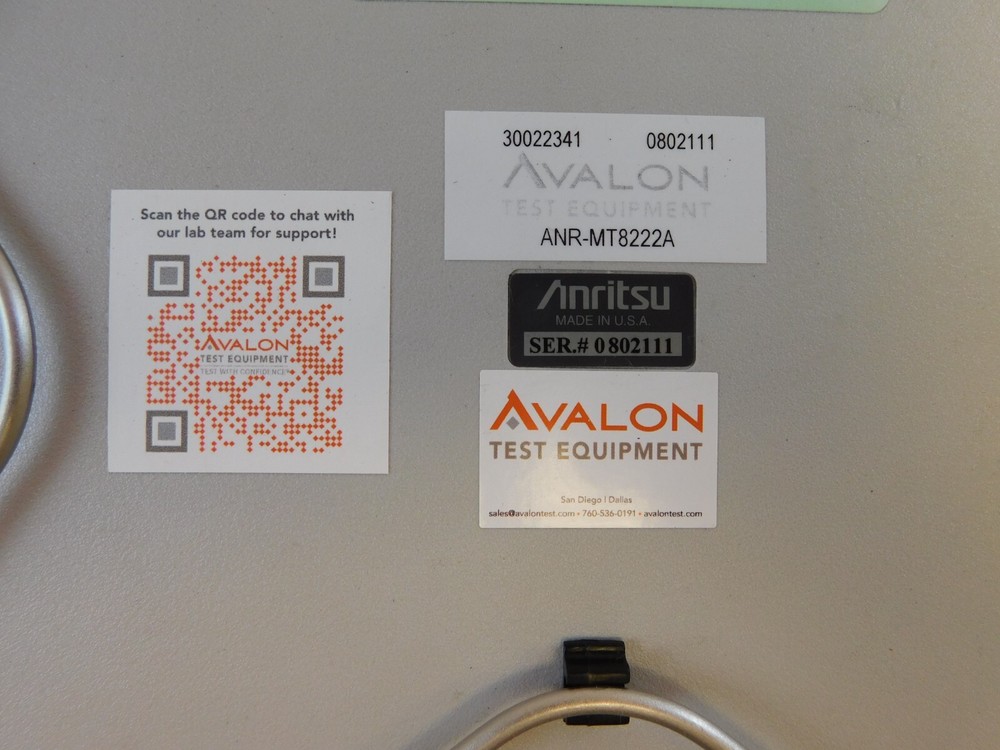 Scan the QR code to chat with
our lab team for support!
AVALON
TEST EQUIPMENT
TEST WITH CONFIDENCE
30022341 0802111
AVALON
TEST EQUIPMENT
ANR-MT8222A
Anritsu
MADE IN U.S.A.
SER.# 0802111
AVALON
TEST EQUIPMENT
San Diego | Dallas
sales@avalontest.com • 760-536-0191 • avalontest.com